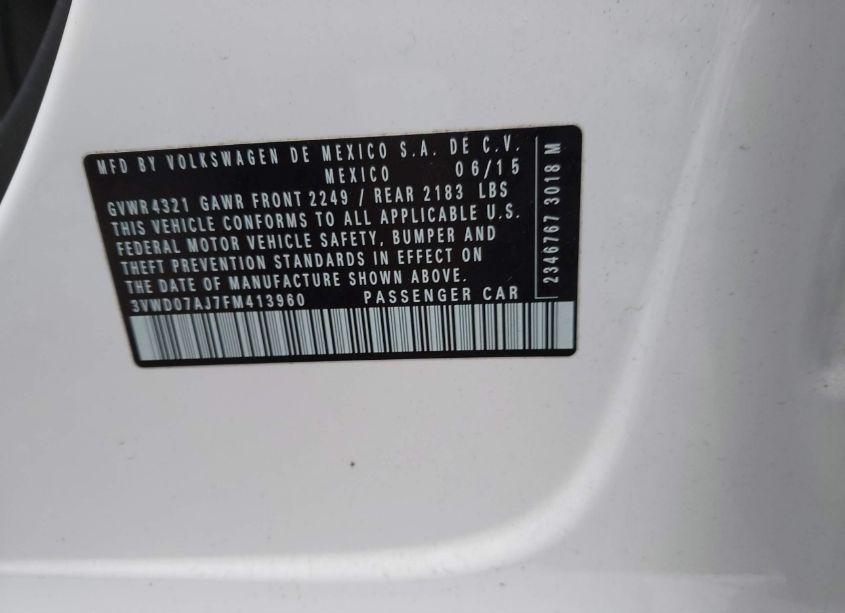 MFD BY VOLKSWAGEN DE MEXICO S.A. DE C.V.
MEXICO 06/15
GVWR 4321 GAWR FRONT 2249 / REAR 2183 LBS
THIS VEHICLE CONFORMS TO ALL APPLICABLE U.S.
FEDERAL MOTOR VEHICLE SAFETY, BUMPER AND
THEFT PREVENTION STANDARDS IN EFFECT ON
THE DATE OF MANUFACTURE SHOWN ABOVE.
3VWD07AJ7FM413960 PASSENGER CAR
2346767 3018 M